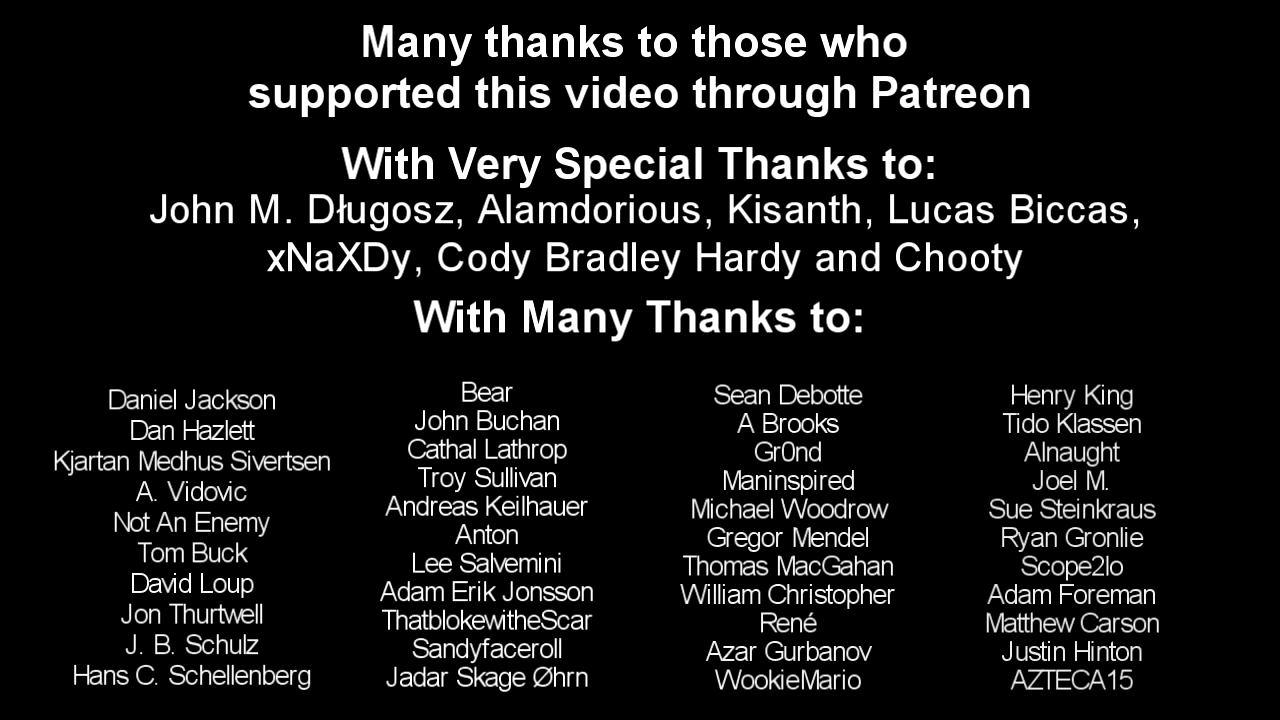 Many thanks to those who
supported this video through Patreon
With Very Special Thanks to:
John M. Długosz, Alamdorious, Kisanth, Lucas Biccas,
xNaXDy, Cody Bradley Hardy and Chooty
With Many Thanks to:
Daniel Jackson
Dan Hazlett
Kjartan Medhus Sivertsen
A. Vidovic
Not An Enemy
Tom Buck
David Loup
Jon Thurtwell
J. B. Schulz
Hans C. Schellenberg
Bear
John Buchan
Cathal Lathrop
Troy Sullivan
Andreas Keilhauer
Anton
Lee Salvemini
Adam Erik Jonsson
ThatblokewitheScar
Sandyfaceroll
Jadar Skage Øhrn
Sean Debotte
A Brooks
Gr0nd
Maninspired
Michael Woodrow
Gregor Mendel
Thomas MacGahan
William Christopher
René
Azar Gurbanov
WookieMario
Henry King
Tido Klassen
Alnaught
Joel M.
Sue Steinkraus
Ryan Gronlie
Scope2lo
Adam Foreman
Matthew Carson
Justin Hinton
AZTECA15